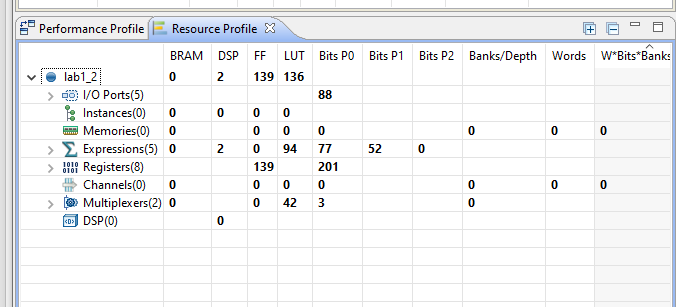 Performance Profile Resource Profile
BRAM DSP FF LUT Bits P0 Bits P1 Bits P2 Banks/Depth Words W*Bits*Banks
lab1_2 0 2 139 136
I/O Ports(5) 88
Instances(0) 0 0 0 0
Memories(0) 0 0 0 0 0 0 0
Expressions(5) 0 2 0 94 77 52 0
Registers(8) 139 201
Channels(0) 0 0 0 0 0 0 0
Multiplexers(2) 0 0 42 3 0
DSP(0) 0